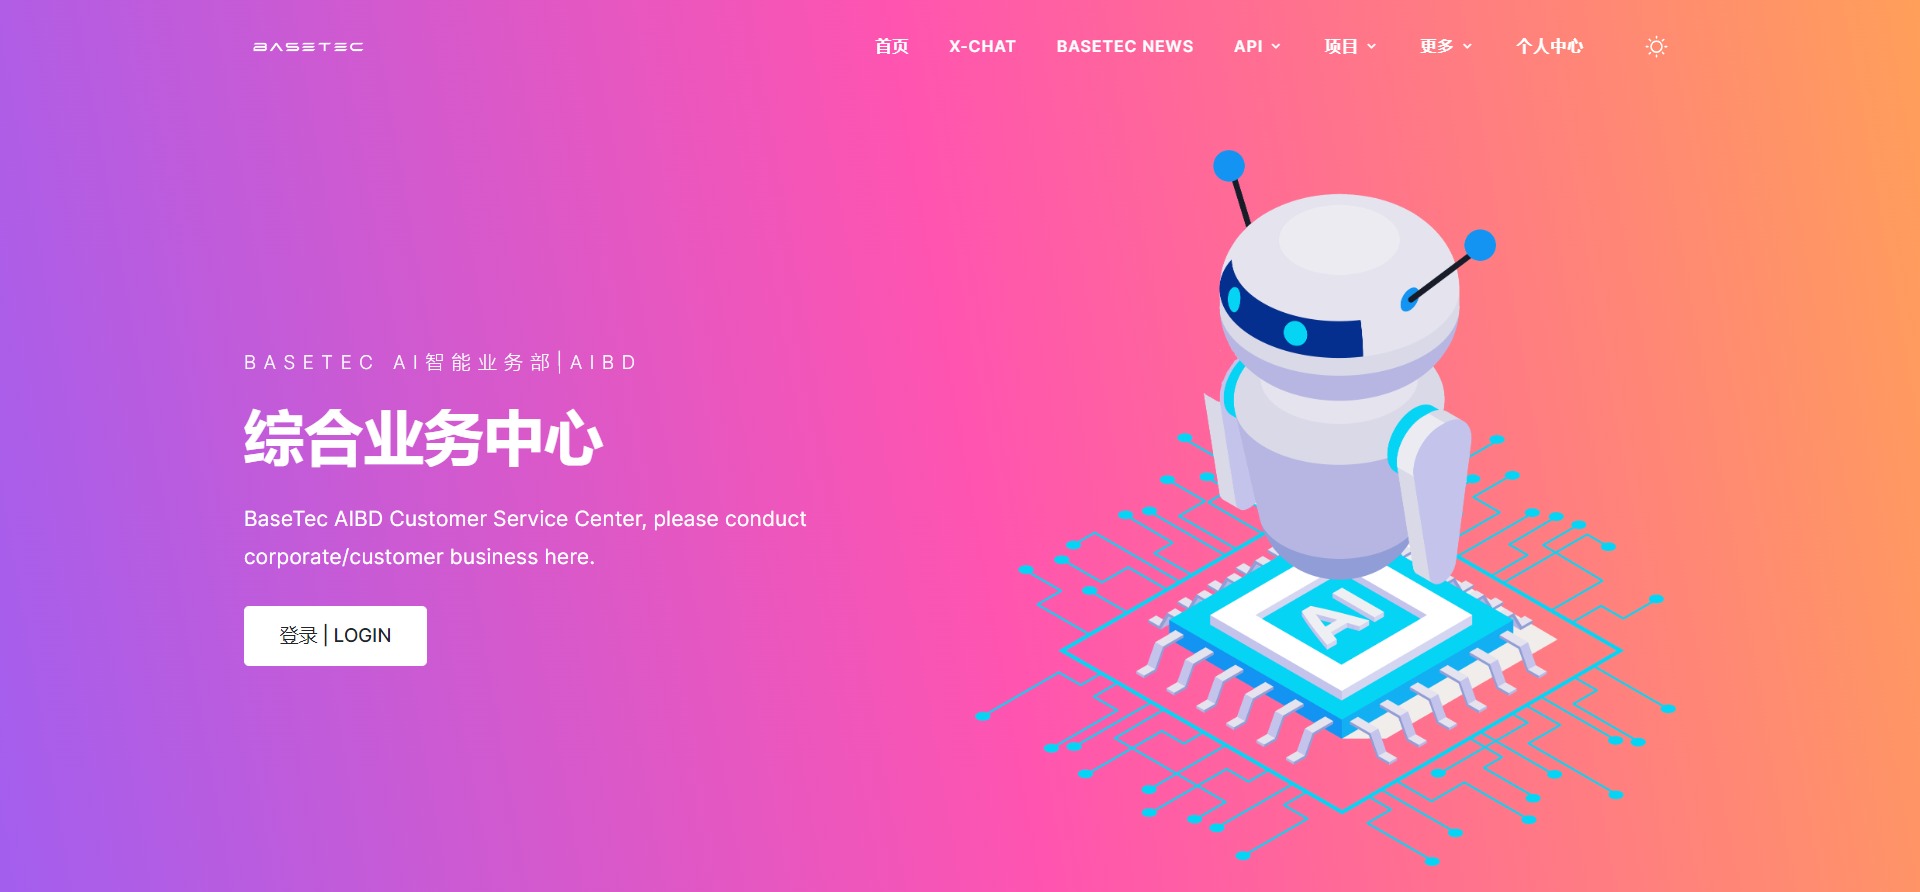 BASETEC
首页 X-CHAT BASETEC NEWS API 项目 更多 个人中心
BASETEC AI智能业务部|AIBD
综合业务中心
BaseTec AIBD Customer Service Center, please conduct
corporate/customer business here.
登录 | LOGIN
AI